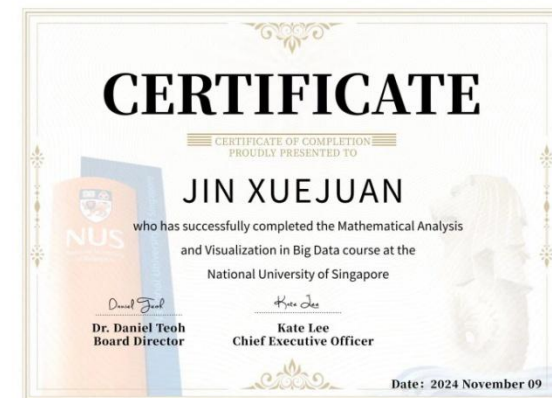 CERTIFICATE
CERTIFICATE OF COMPLETION
PROUDLY PRESENTED TO
JIN XUEJUAN
NUS
who has successfully completed the Mathematical Analysis
and Visualization in Big Data course at the
National University of Singapore
Daniel Teoh
Kate Lee
Dr. Daniel Teoh
Board Director
Kate Lee
Chief Executive Officer
Date: 2024 November 09